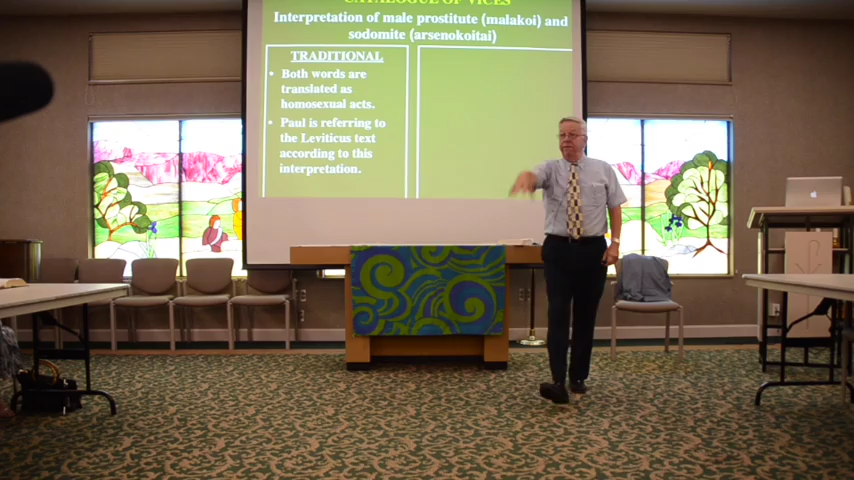 CATALOGUE OF VICES
Interpretation of male prostitute (malakoi) and
sodomite (arsenokoitai)
TRADITIONAL
• Both words are
translated as
homosexual acts.
• Paul is referring to
the Leviticus text
according to this
interpretation.